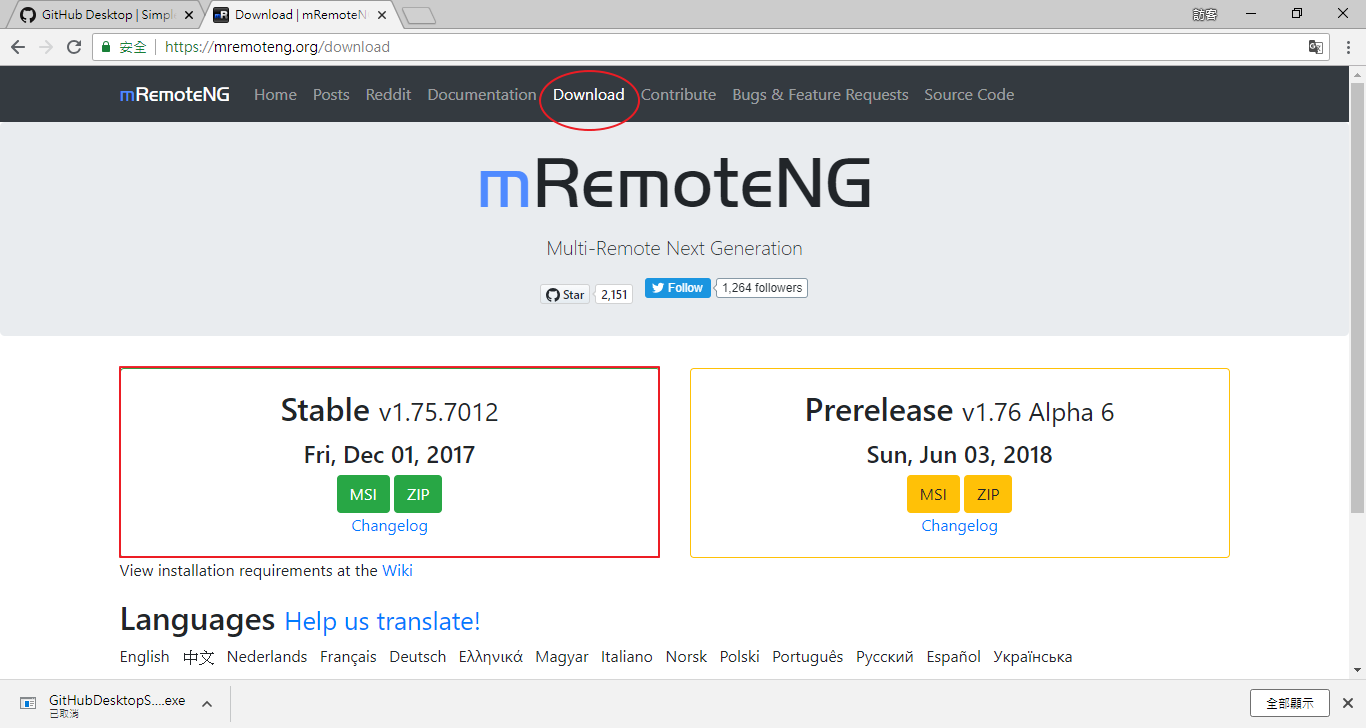 GitHub Desktop | Simpl
Download | mRemoteN
訪客
安全 https://mremoteng.org/download
mRemoteNG Home Posts Reddit Documentation Download Contribute Bugs & Feature Requests Source Code
mRemoteNG
Multi-Remote Next Generation
Star 2,151 Follow 1,264 followers
Stable v1.75.7012
Fri, Dec 01, 2017
MSI ZIP
Changelog
Prerelease v1.76 Alpha 6
Sun, Jun 03, 2018
MSI ZIP
Changelog
View installation requirements at the Wiki
Languages Help us translate!
English 中文 Nederlands Français Deutsch Ελληνικά Magyar Italiano Norsk Polski Português Русский Español Українська
GitHubDesktopS....exe
已取消
全部顯示